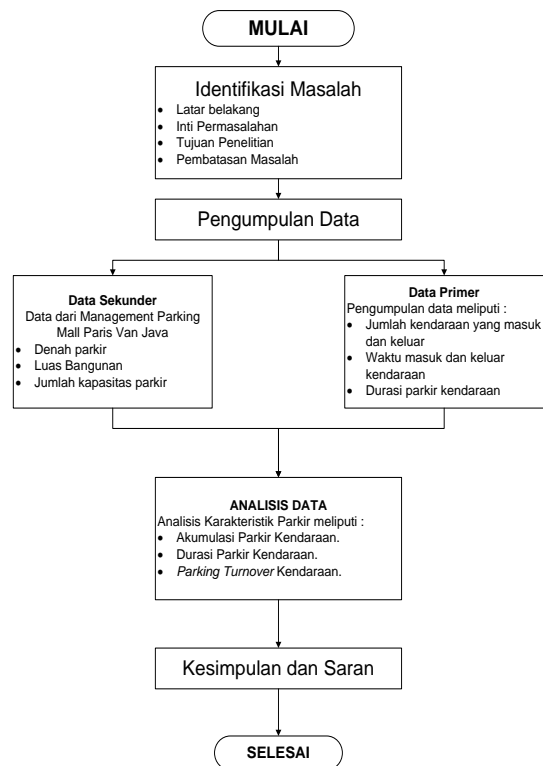 MULAI
Identifikasi Masalah
• Latar belakang
• Inti Permasalahan
• Tujuan Penelitian
• Pembatasan Masalah
Pengumpulan Data
Data Sekunder
Data dari Management Parking
Mall Paris Van Java
• Denah parkir
• Luas Bangunan
• Jumlah kapasitas parkir
Data Primer
Pengumpulan data meliputi :
• Jumlah kendaraan yang masuk
dan keluar
• Waktu masuk dan keluar
kendaraan
• Durasi parkir kendaraan
ANALISIS DATA
Analisis Karakteristik Parkir meliputi :
• Akumulasi Parkir Kendaraan.
• Durasi Parkir Kendaraan.
• Parking Turnover Kendaraan.
Kesimpulan dan Saran
SELESAI